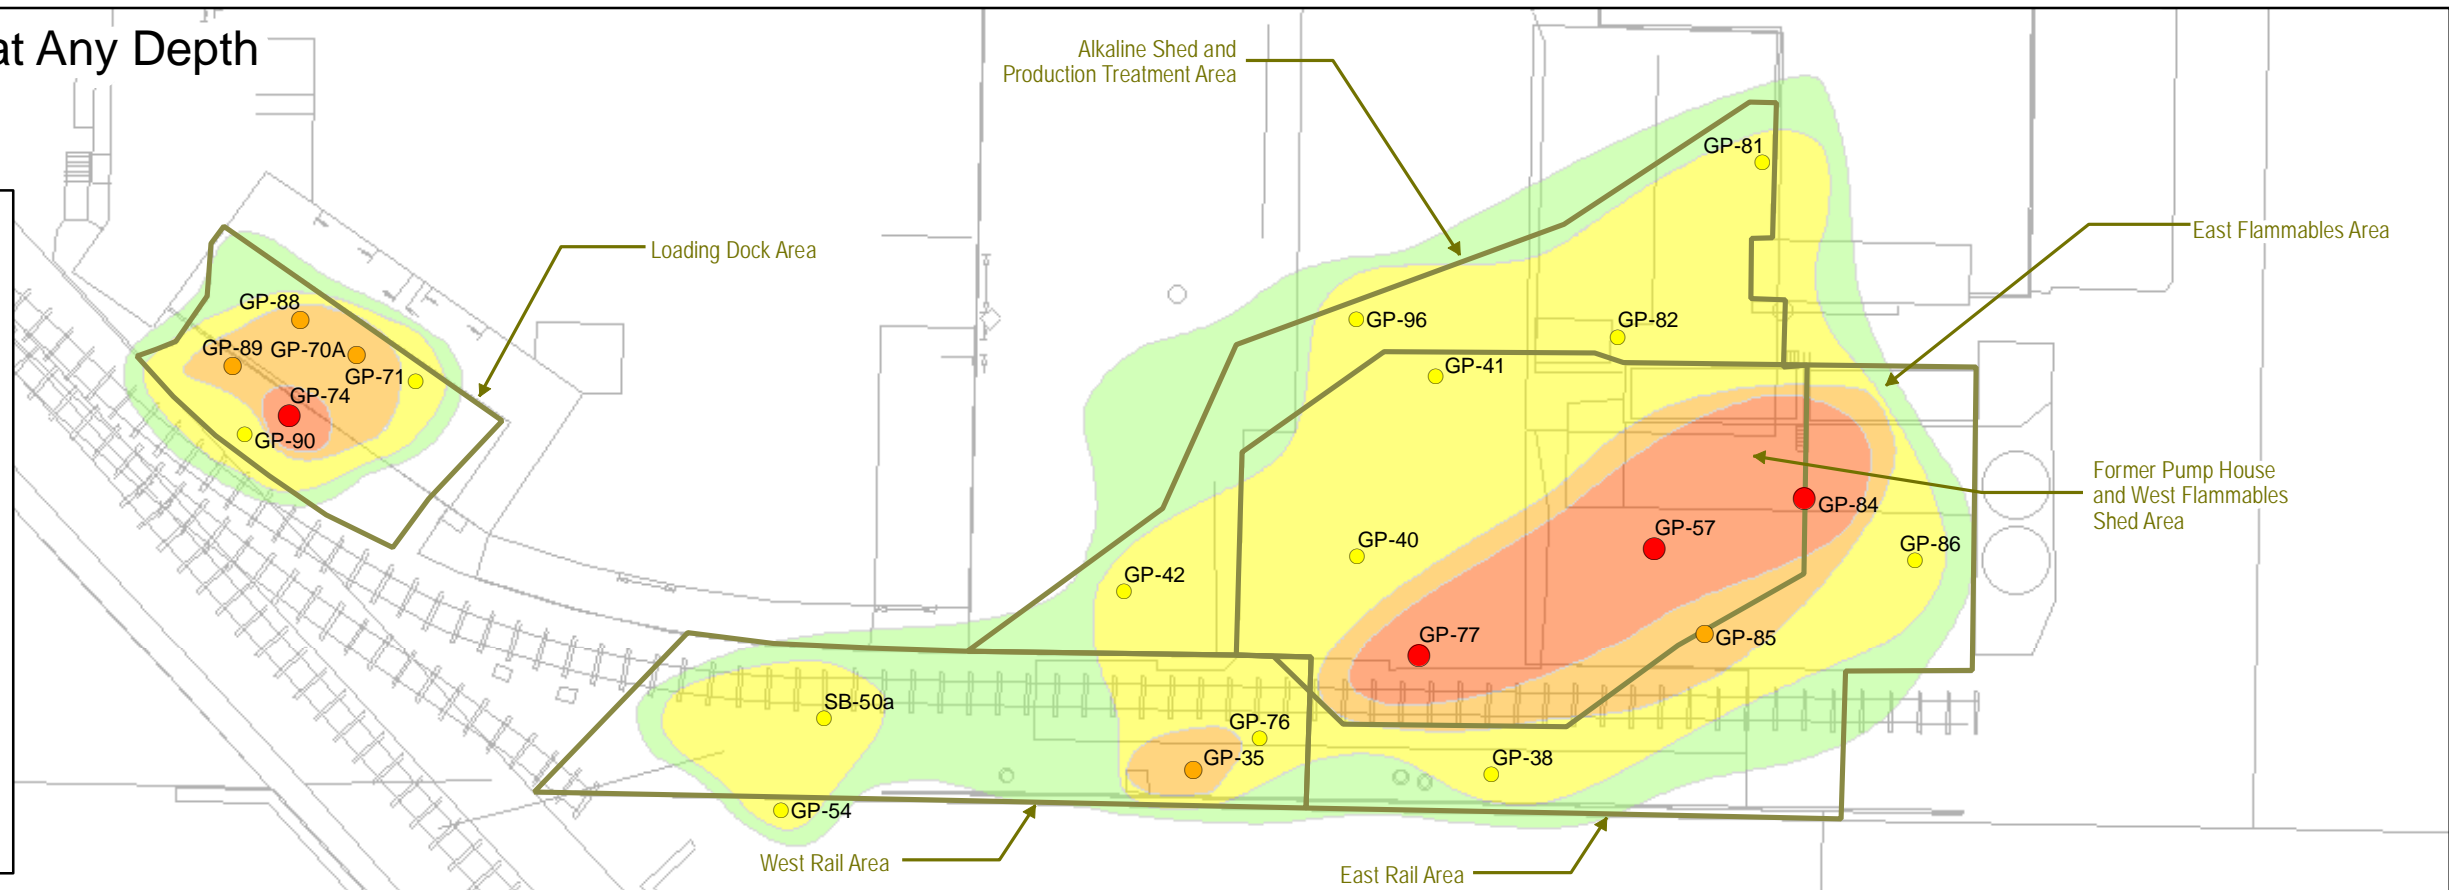 at Any Depth
Alkaline Shed and
Production Treatment Area
GP-81
East Flammables Area
Loading Dock Area
GP-88
GP-96
GP-82
GP-89
GP-70A
GP-71
GP-41
GP-74
GP-90
Former Pump House
and West Flammables
Shed Area
GP-84
GP-57
GP-40
GP-86
GP-42
GP-77
GP-85
SB-50a
GP-76
GP-35
GP-38
GP-54
West Rail Area
East Rail Area